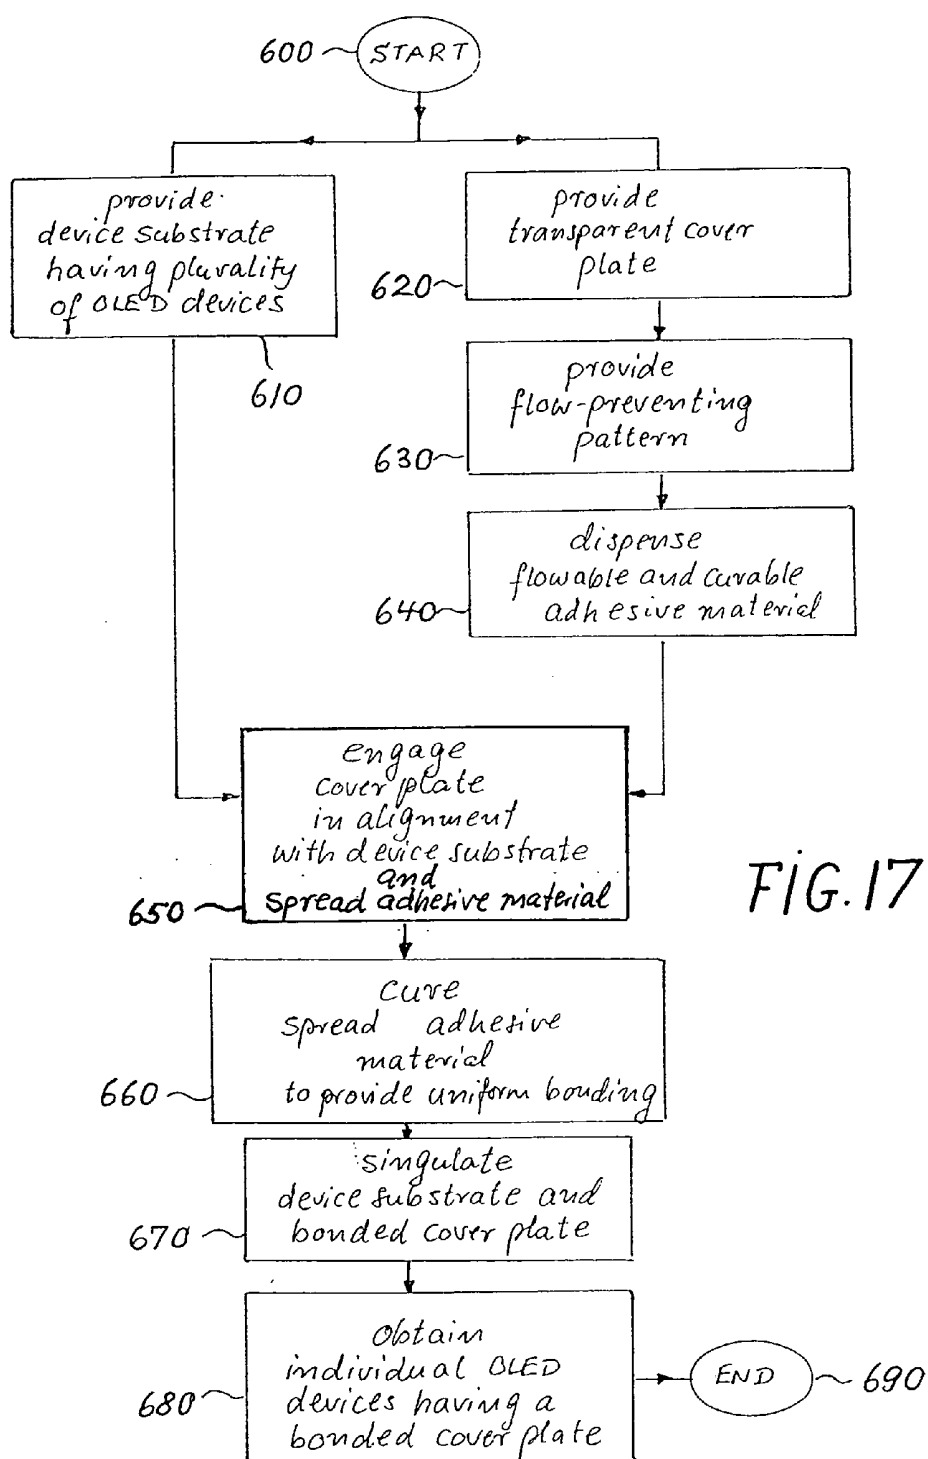 600
START
provide
device substrate
having plurality
of OLED devices
610
provide
transparent cover
plate
620
provide
flow-preventing
pattern
630
dispense
flowable and curable
adhesive material
640
engage
cover plate
in alignment
with device substrate
and
spread adhesive material
650
FIG. 17
cure
spread adhesive
material
to provide uniform bonding
660
singulate
device substrate and
bonded cover plate
670
obtain
individual OLED
devices having a
bonded cover plate
680
END
690